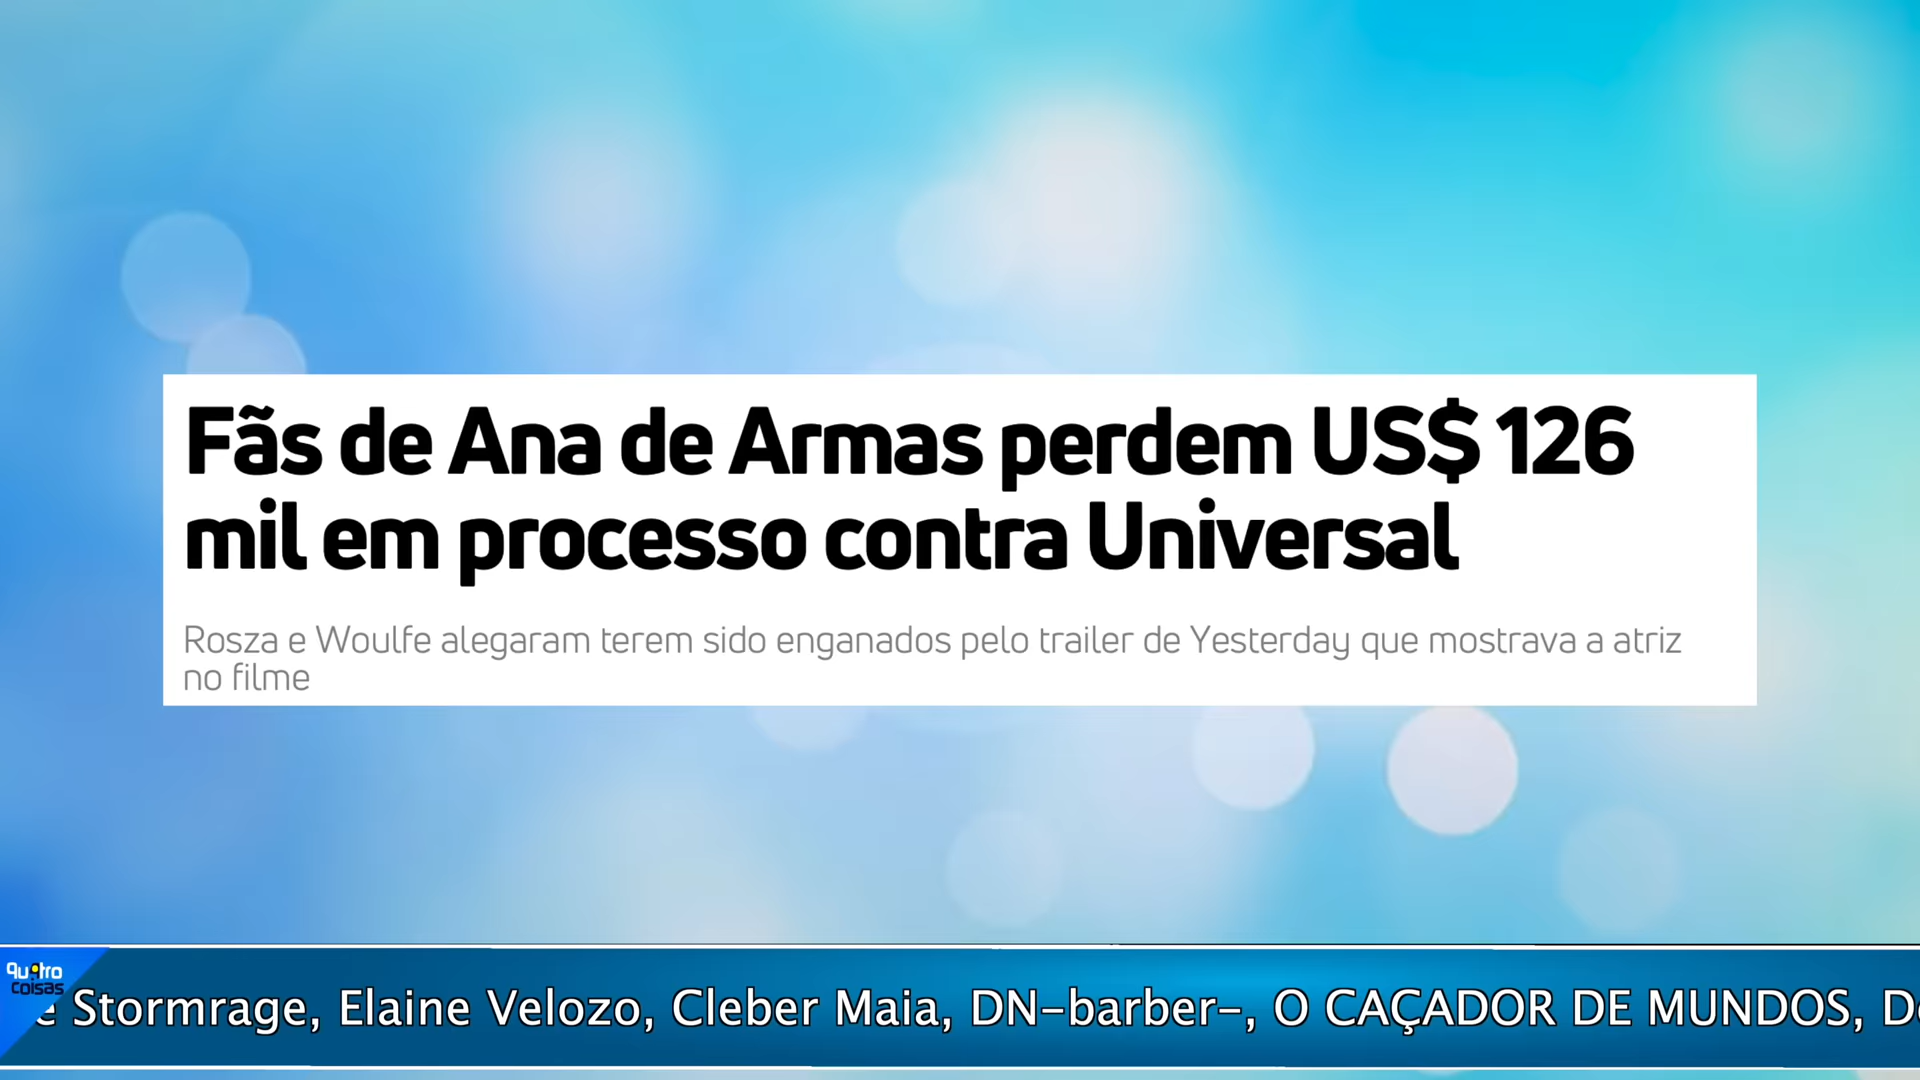 Fãs de Ana de Armas perdem US$ 126
mil em processo contra Universal
Rosza e Woulfe alegaram terem sido enganados pelo trailer de Yesterday que mostrava a atriz
no filme
quatro
coisas
e Stormrage, Elaine Velozo, Cleber Maia, DN-barber-, O CAÇADOR DE MUNDOS,